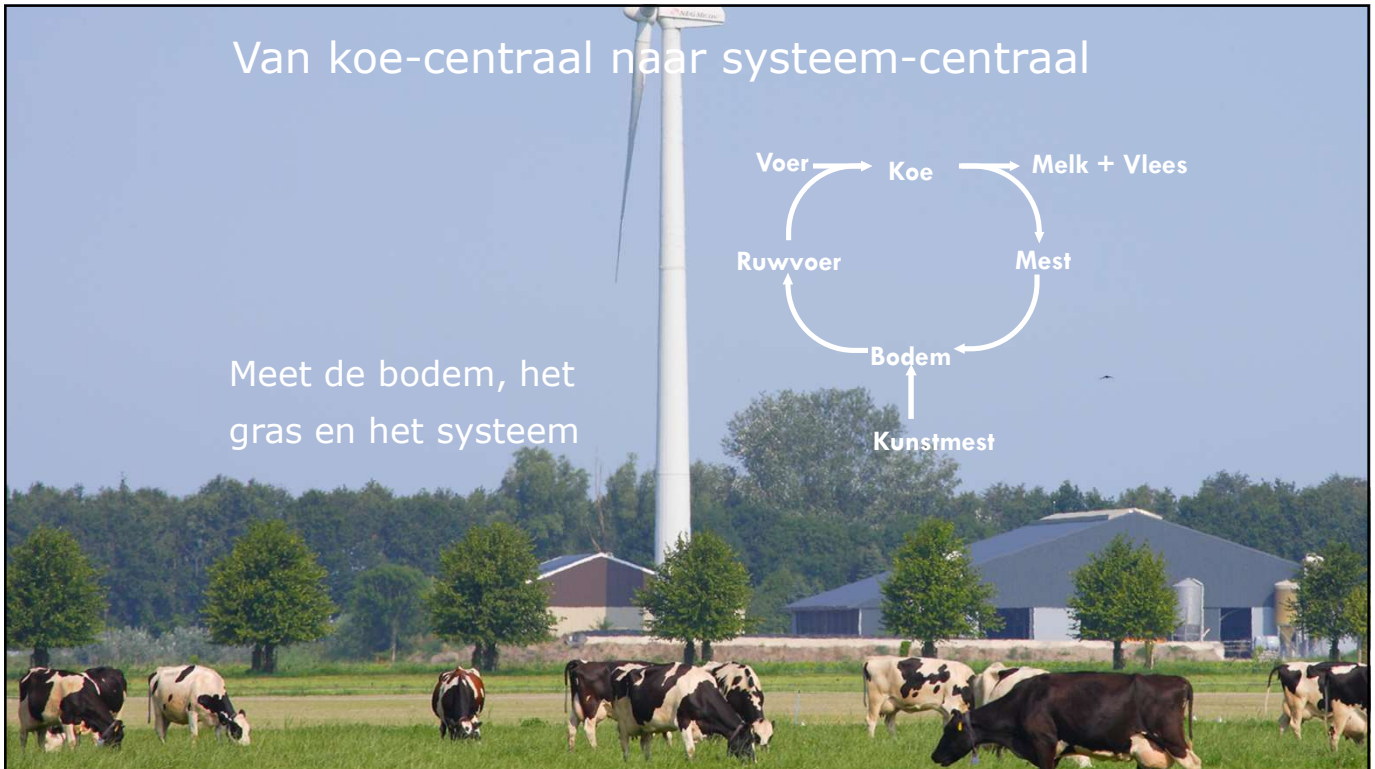 Van koe-centraal naar systeem-centraal
Voer
Koe
Melk + Vlees
Ruwvoer
Mest
Bodem
Meet de bodem, het
gras en het systeem
Kunstmest